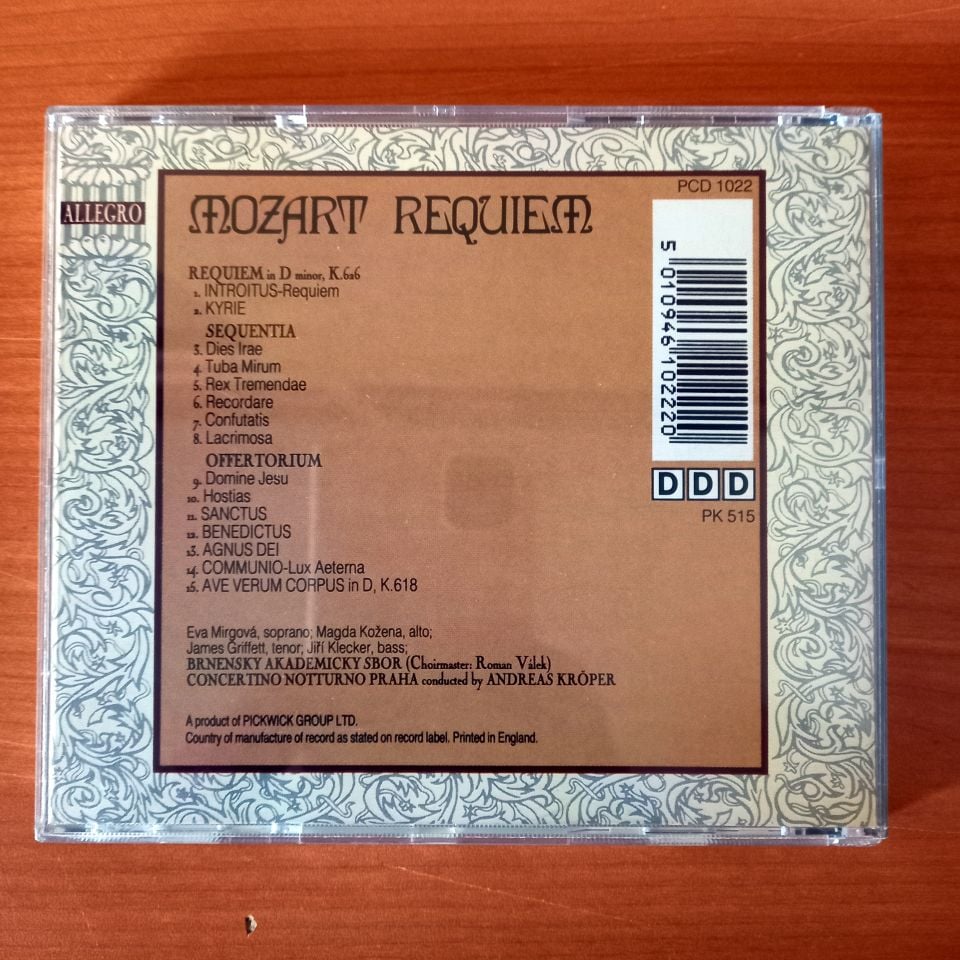 ALLEGRO
MOZART REQUIEM
PCD 1022
REQUIEM in D minor, K.626
1. INTROITUS-Requiem
2. KYRIE
SEQUENTIA
3. Dies Irae
4. Tuba Mirum
5. Rex Tremendae
6. Recordare
7. Confutatis
8. Lacrimosa
OFFERTORIUM
9. Domine Jesu
10. Hostias
11. SANCTUS
12. BENEDICTUS
13. AGNUS DEI
14. COMMUNIO-Lux Aeterna
15. AVE VERUM CORPUS in D, K.618
5 010946 102220
DDD
PK 515
Eva Mirgová, soprano; Magda Kožena, alto;
James Griffett, tenor; Jiří Klecker, bass;
BRNENSKY AKADEMICKY SBOR (Choirmaster: Roman Válek)
CONCERTINO NOTTURNO PRAHA conducted by ANDREAS KRÖPER
A product of PICKWICK GROUP LTD.
Country of manufacture of record as stated on record label. Printed in England.